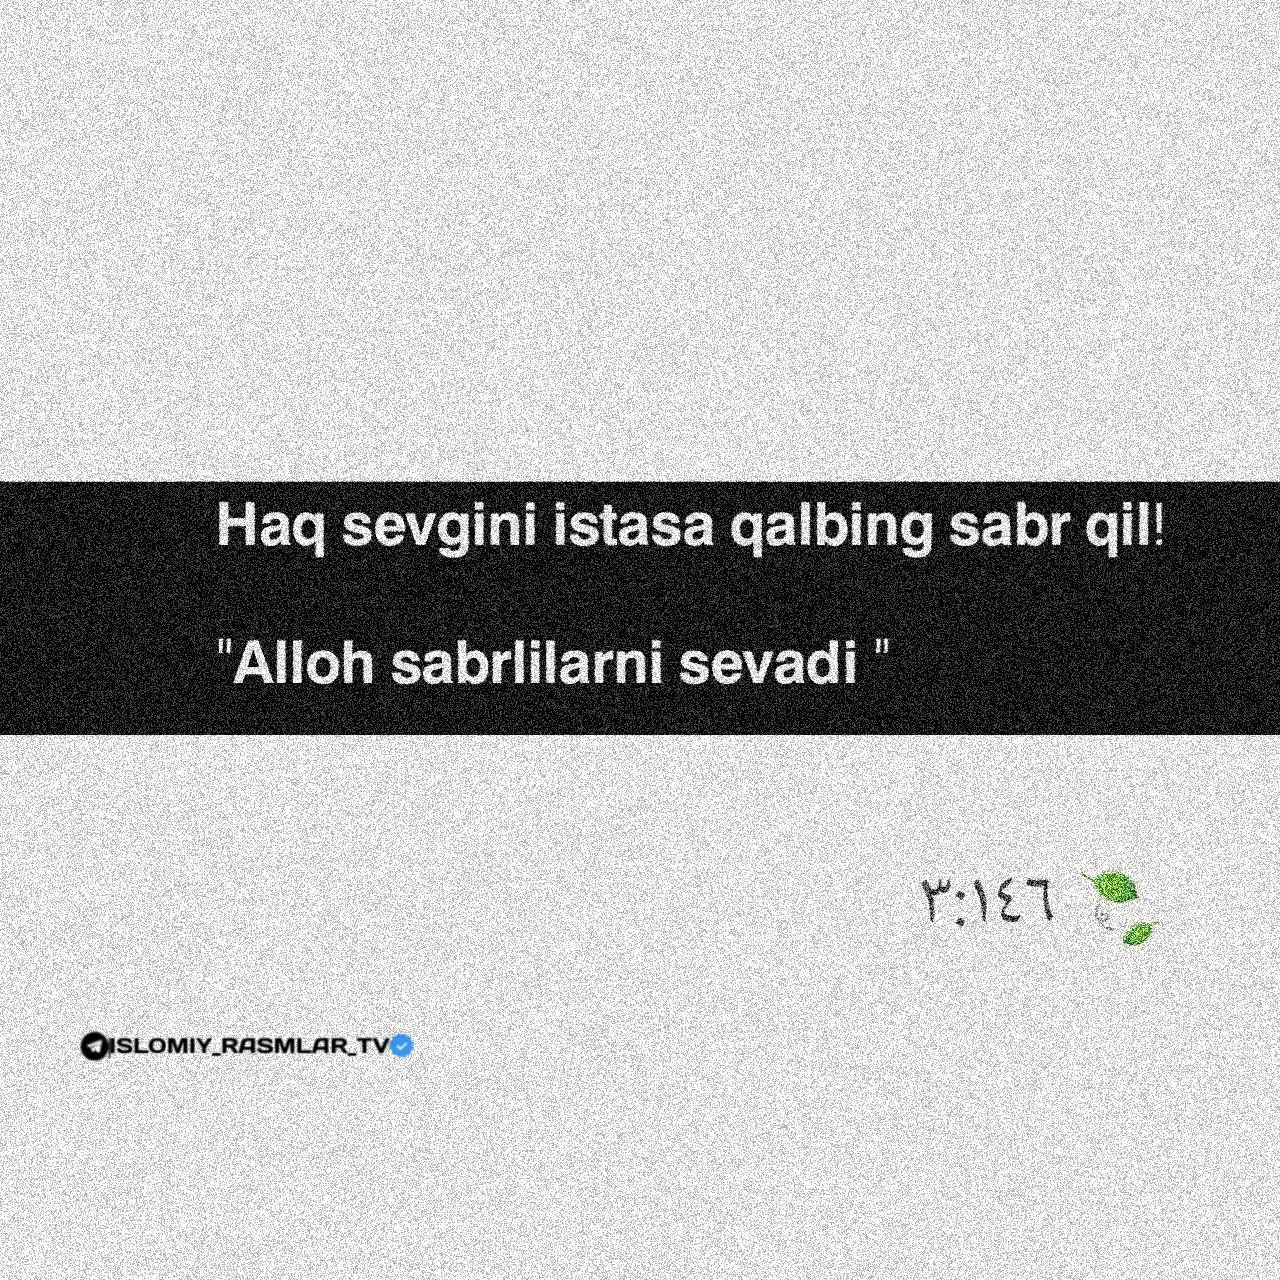 Haq sevgini istasa qalbing sabr qil!
"Alloh sabrlilarni sevadi "
٣:١٤٦
ISLOMIY_RASMLAR_TV